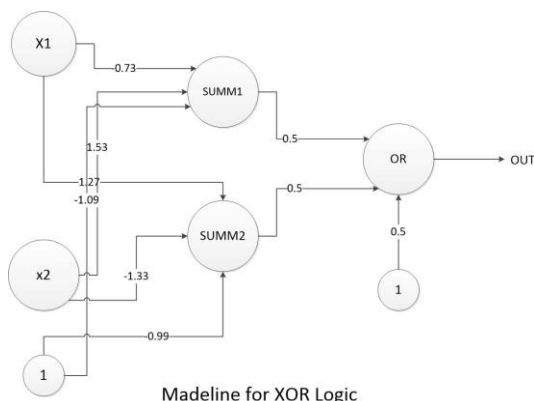 X1
0.73
SUMM1
0.5
1.53
OR
OUT
1.27
0.5
-1.09
SUMM2
0.5
x2
-1.33
1
0.99
1
Madeline for XOR Logic